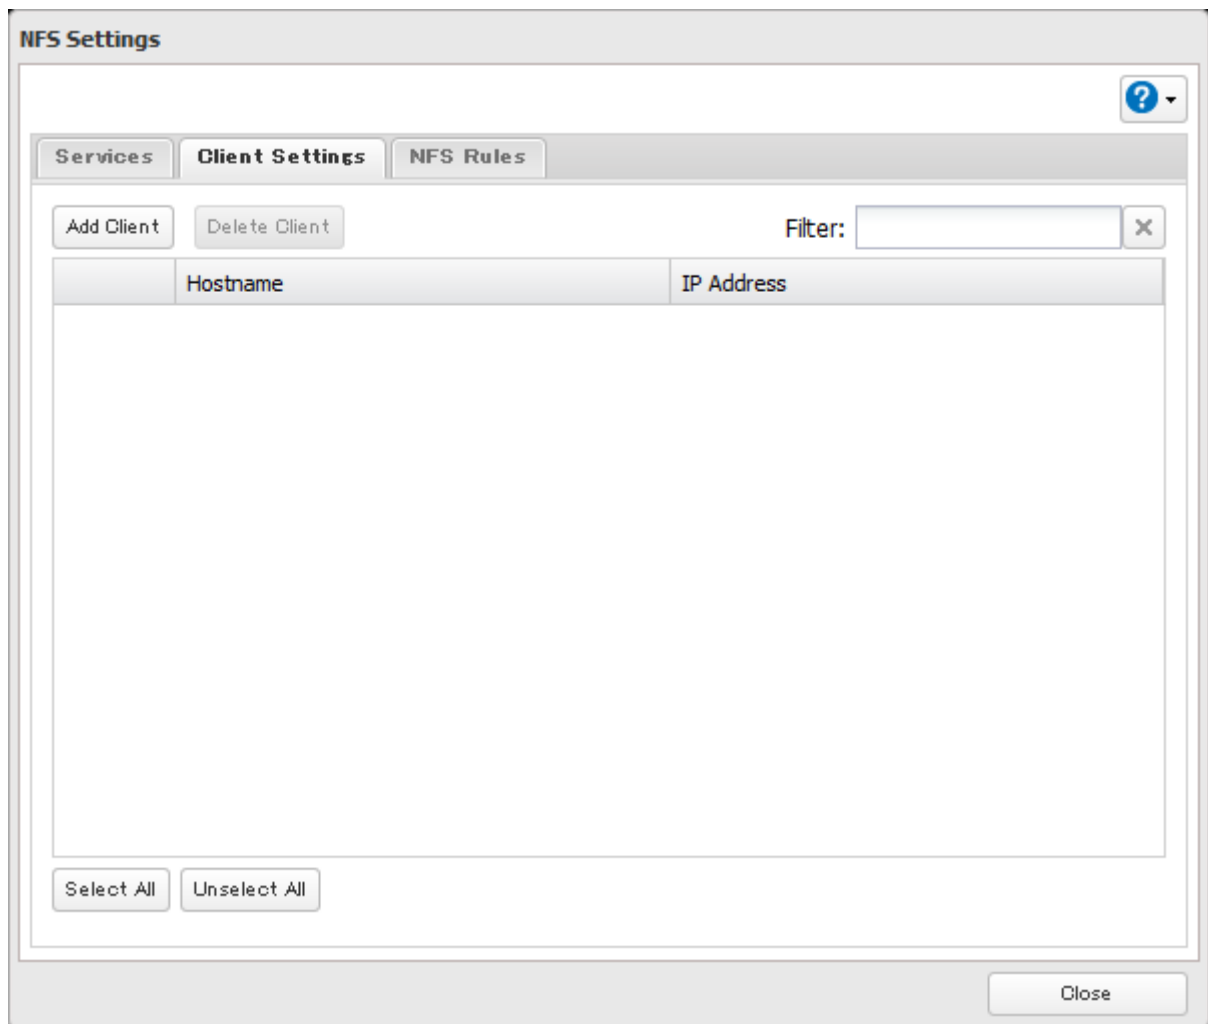 NFS Settings
?
Services Client Settings NFS Rules
Add Client Delete Client Filter:
Hostname IP Address
Select All Unselect All
Close